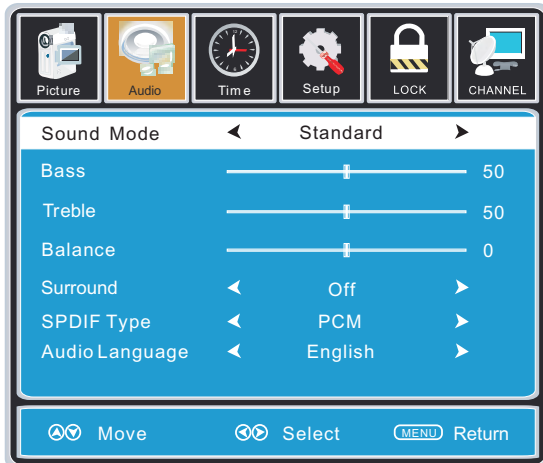 Picture Audio Time Setup LOCK CHANNEL
Sound Mode Standard
Bass 50
Treble 50
Balance 0
Surround Off
SPDIF Type PCM
Audio Language English
Move Select MENU Return